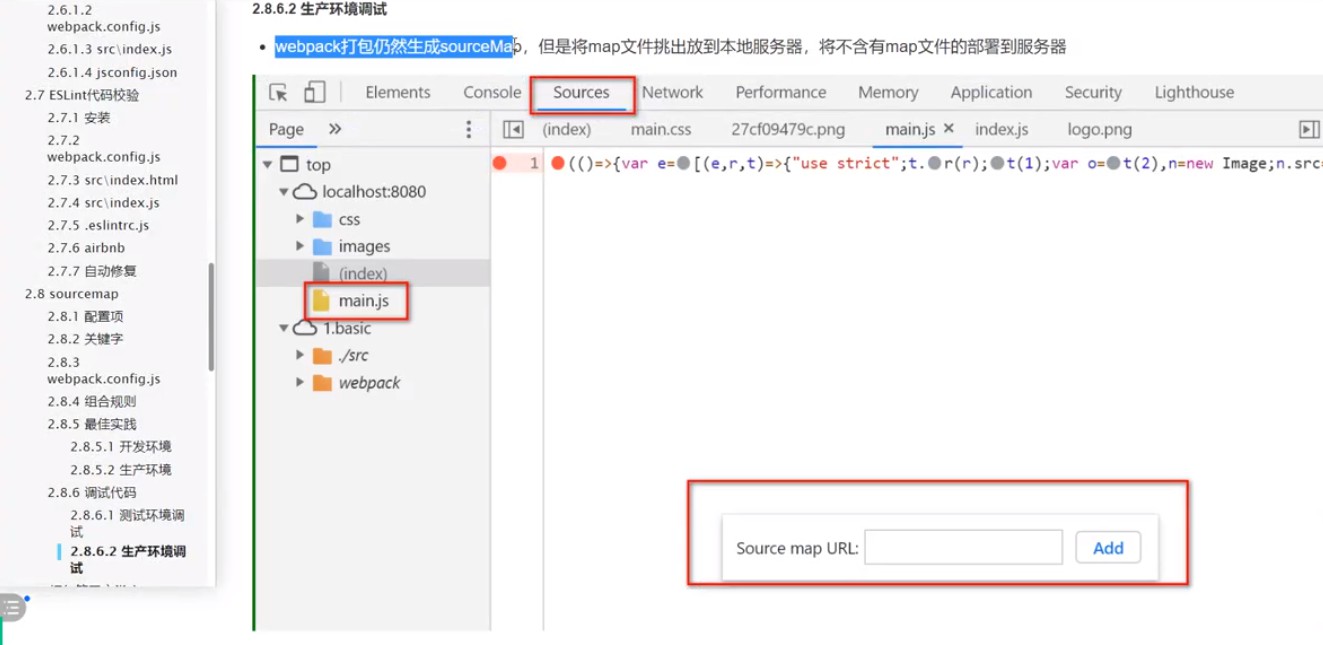 2.6.1.2
webpack.config.js
2.6.1.3 src\index.js
2.6.1.4 jsconfig.json
2.7 ESLint代码校验
2.7.1 安装
2.7.2
webpack.config.js
2.7.3 src\index.html
2.7.4 src\index.js
2.7.5 .eslintrc.js
2.7.6 airbnb
2.7.7 自动修复
2.8 sourcemap
2.8.1 配置项
2.8.2 关键字
2.8.3
webpack.config.js
2.8.4 组合规则
2.8.5 最佳实践
2.8.5.1 开发环境
2.8.5.2 生产环境
2.8.6 调试代码
2.8.6.1 测试环境调
试
2.8.6.2 生产环境调
试
2.8.6.2 生产环境调试
webpack打包仍然生成sourceMap，但是将map文件挑出放到本地服务器，将不含有map文件的部署到服务器
Elements Console Sources Network Performance Memory Application Security Lighthouse
Page (index) main.css 27cf09479c.png main.js index.js logo.png
top
localhost:8080
css
images
(index)
main.js
1.basic
./src
webpack
1 (()=>{var e=[(e,r,t)=>{"use strict";t.r(r);t(1);var o=t(2),n=new Image;n.src=
Source map URL: Add